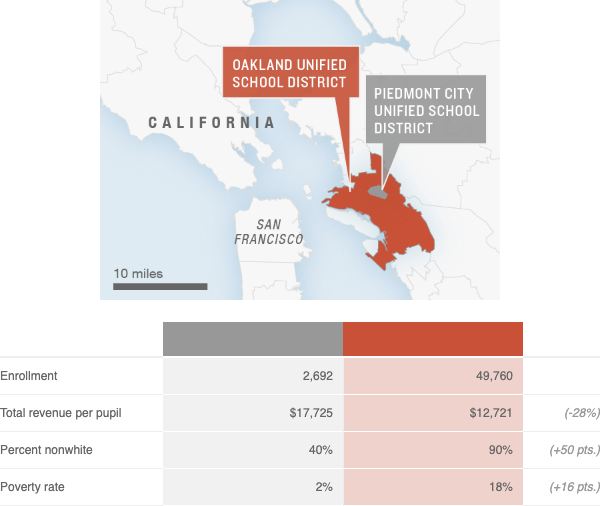 OAKLAND UNIFIED
SCHOOL DISTRICT
PIEDMONT CITY
UNIFIED SCHOOL
DISTRICT
CALIFORNIA
SAN
FRANCISCO
10 miles
Enrollment 2,692 49,760
Total revenue per pupil $17,725 $12,721 (-28%)
Percent nonwhite 40% 90% (+50 pts.)
Poverty rate 2% 18% (+16 pts.)